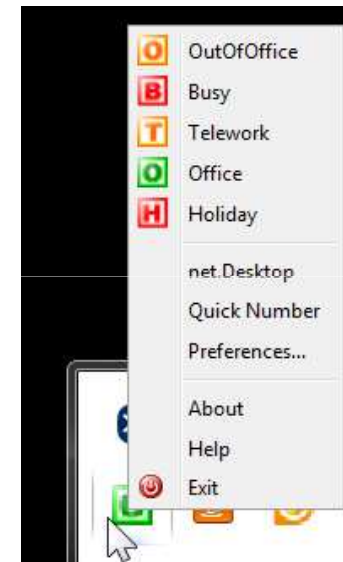 O OutOfOffice
B Busy
T Telework
O Office
H Holiday
net.Desktop
Quick Number
Preferences...
About
Help
Exit